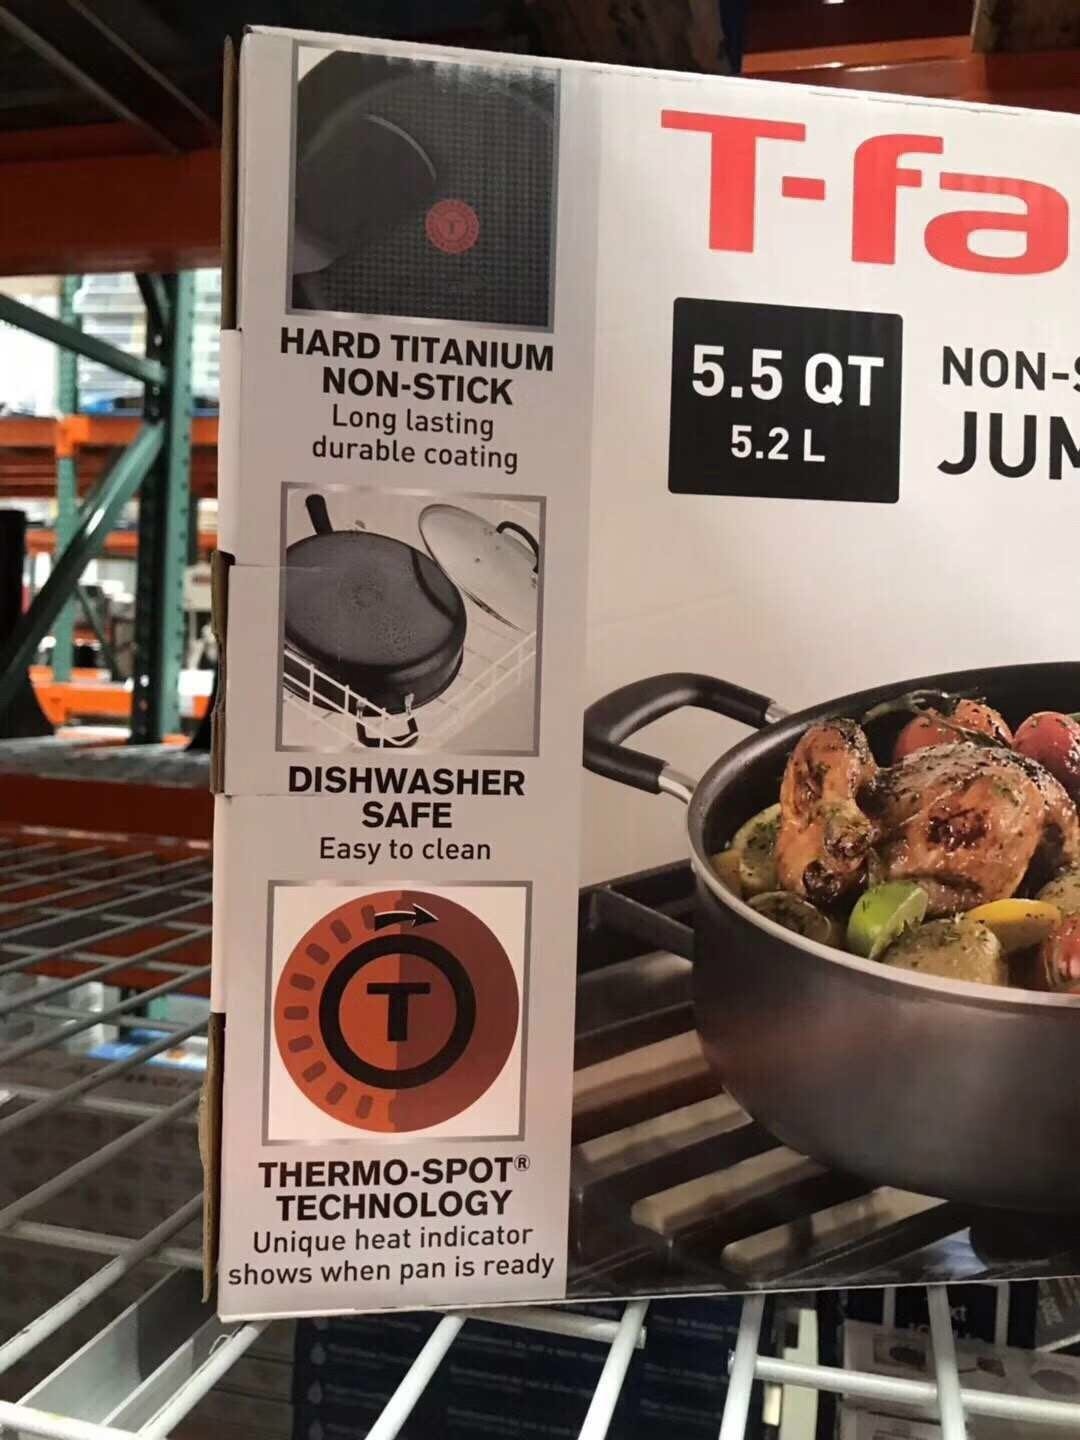 T-fa
5.5 QT
5.2 L
NON-S
JUM
T
HARD TITANIUM
NON-STICK
Long lasting
durable coating
DISHWASHER
SAFE
Easy to clean
T
THERMO-SPOT®
TECHNOLOGY
Unique heat indicator
shows when pan is ready